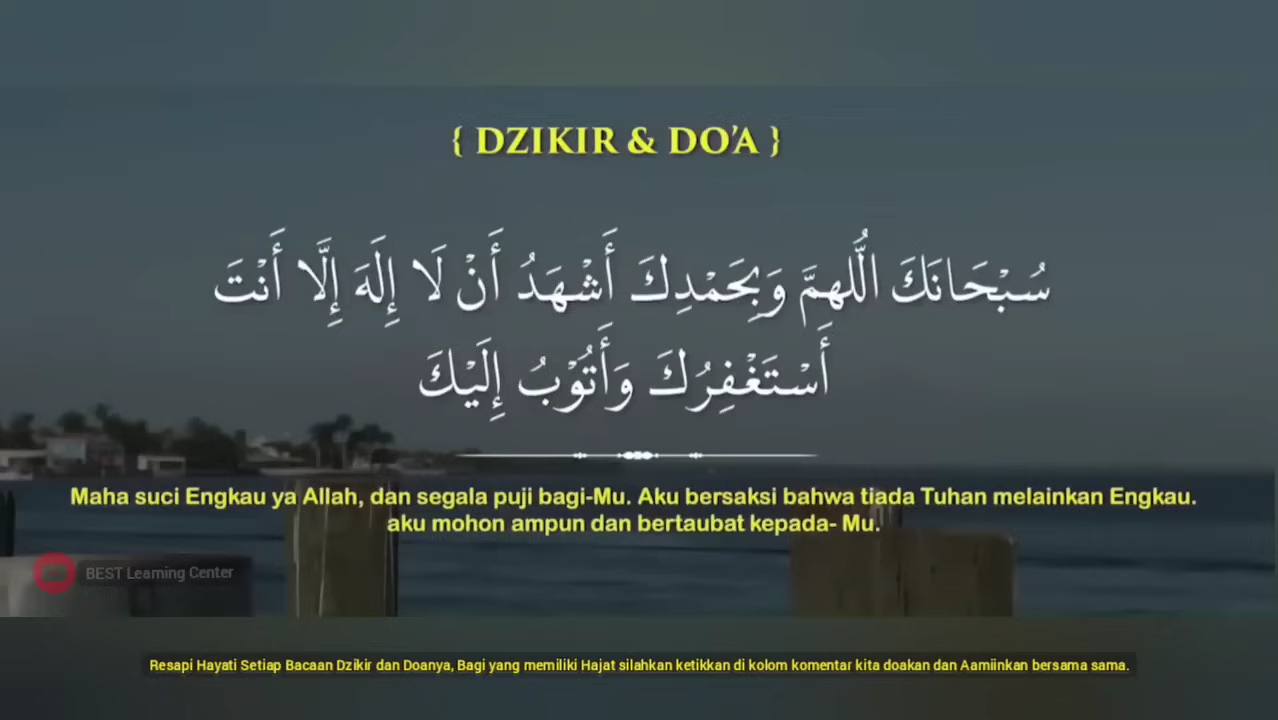 { DZIKIR & DO'A }
سُبْحَانَكَ اللَّهُمَّ وَبِحَمْدِكَ أَشْهَدُ أَنْ لَا إِلَهَ إِلَّا أَنْتَ
أَسْتَغْفِرُكَ وَأَتُوْبُ إِلَيْكَ
Maha suci Engkau ya Allah, dan segala puji bagi-Mu. Aku bersaksi bahwa tiada Tuhan melainkan Engkau.
aku mohon ampun dan bertaubat kepada- Mu.
BEST Learning Center
Resapi Hayati Setiap Bacaan Dzikir dan Doanya, Bagi yang memiliki Hajat silahkan ketikkan di kolom komentar kita doakan dan Aamiinkan bersama sama.